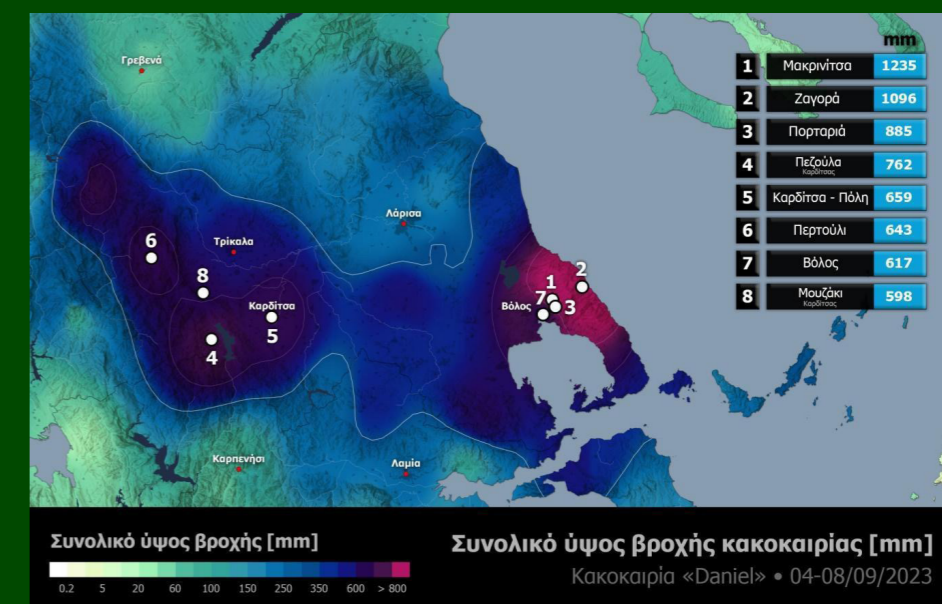 Γρεβενά
mm
1 Μακρινίτσα 1235
2 Ζαγορά 1096
3 Πορταριά 885
4 Πεζούλα 762
Καρδίτσας
5 Καρδίτσα - Πόλη 659
6 Περτούλι 643
7 Βόλος 617
8 Μουζάκι 598
Καρδίτσας
Λάρισα
6
Τρίκαλα
8
2
1
7
Βόλος
3
Καρδίτσα
5
4
Καρπενήσι
Λαμία
Συνολικό ύψος βροχής [mm]
0.2 5 20 60 100 150 250 350 600 > 800
Συνολικό ύψος βροχής κακοκαιρίας [mm]
Κακοκαιρία «Daniel» • 04-08/09/2023